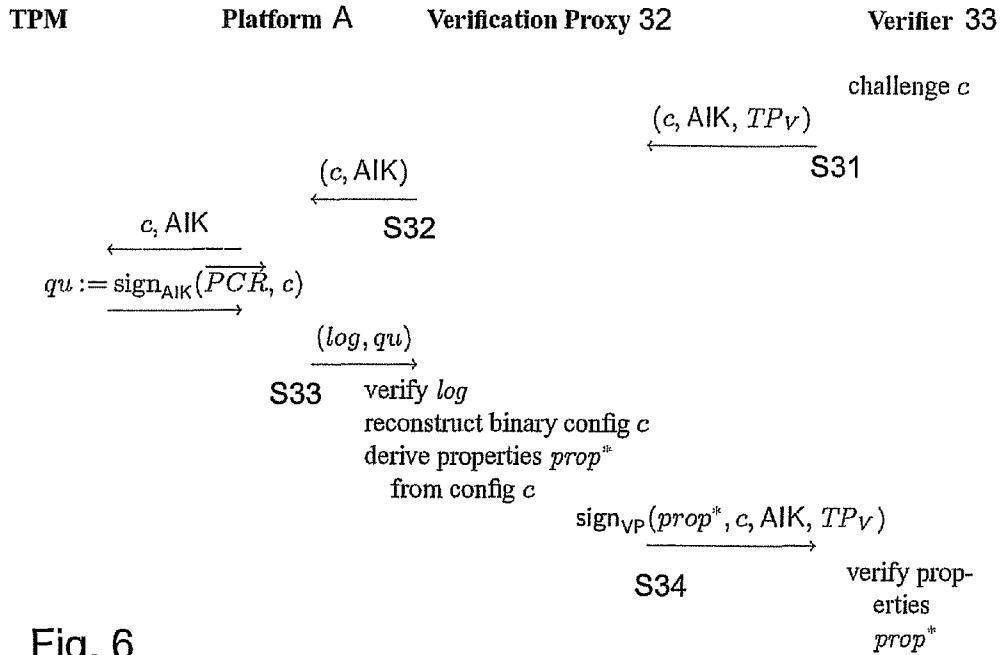 TPM Platform A Verification Proxy 32 Verifier 33
challenge c
(c, AIK, TP_V)
S31
(c, AIK)
S32
c, AIK
qu := sign_AIK(PCR, c)
(log, qu)
S33
verify log
reconstruct binary config c
derive properties prop*
from config c
sign_VP(prop*, c, AIK, TP_V)
S34
verify prop-
erties
prop*
Fig. 6